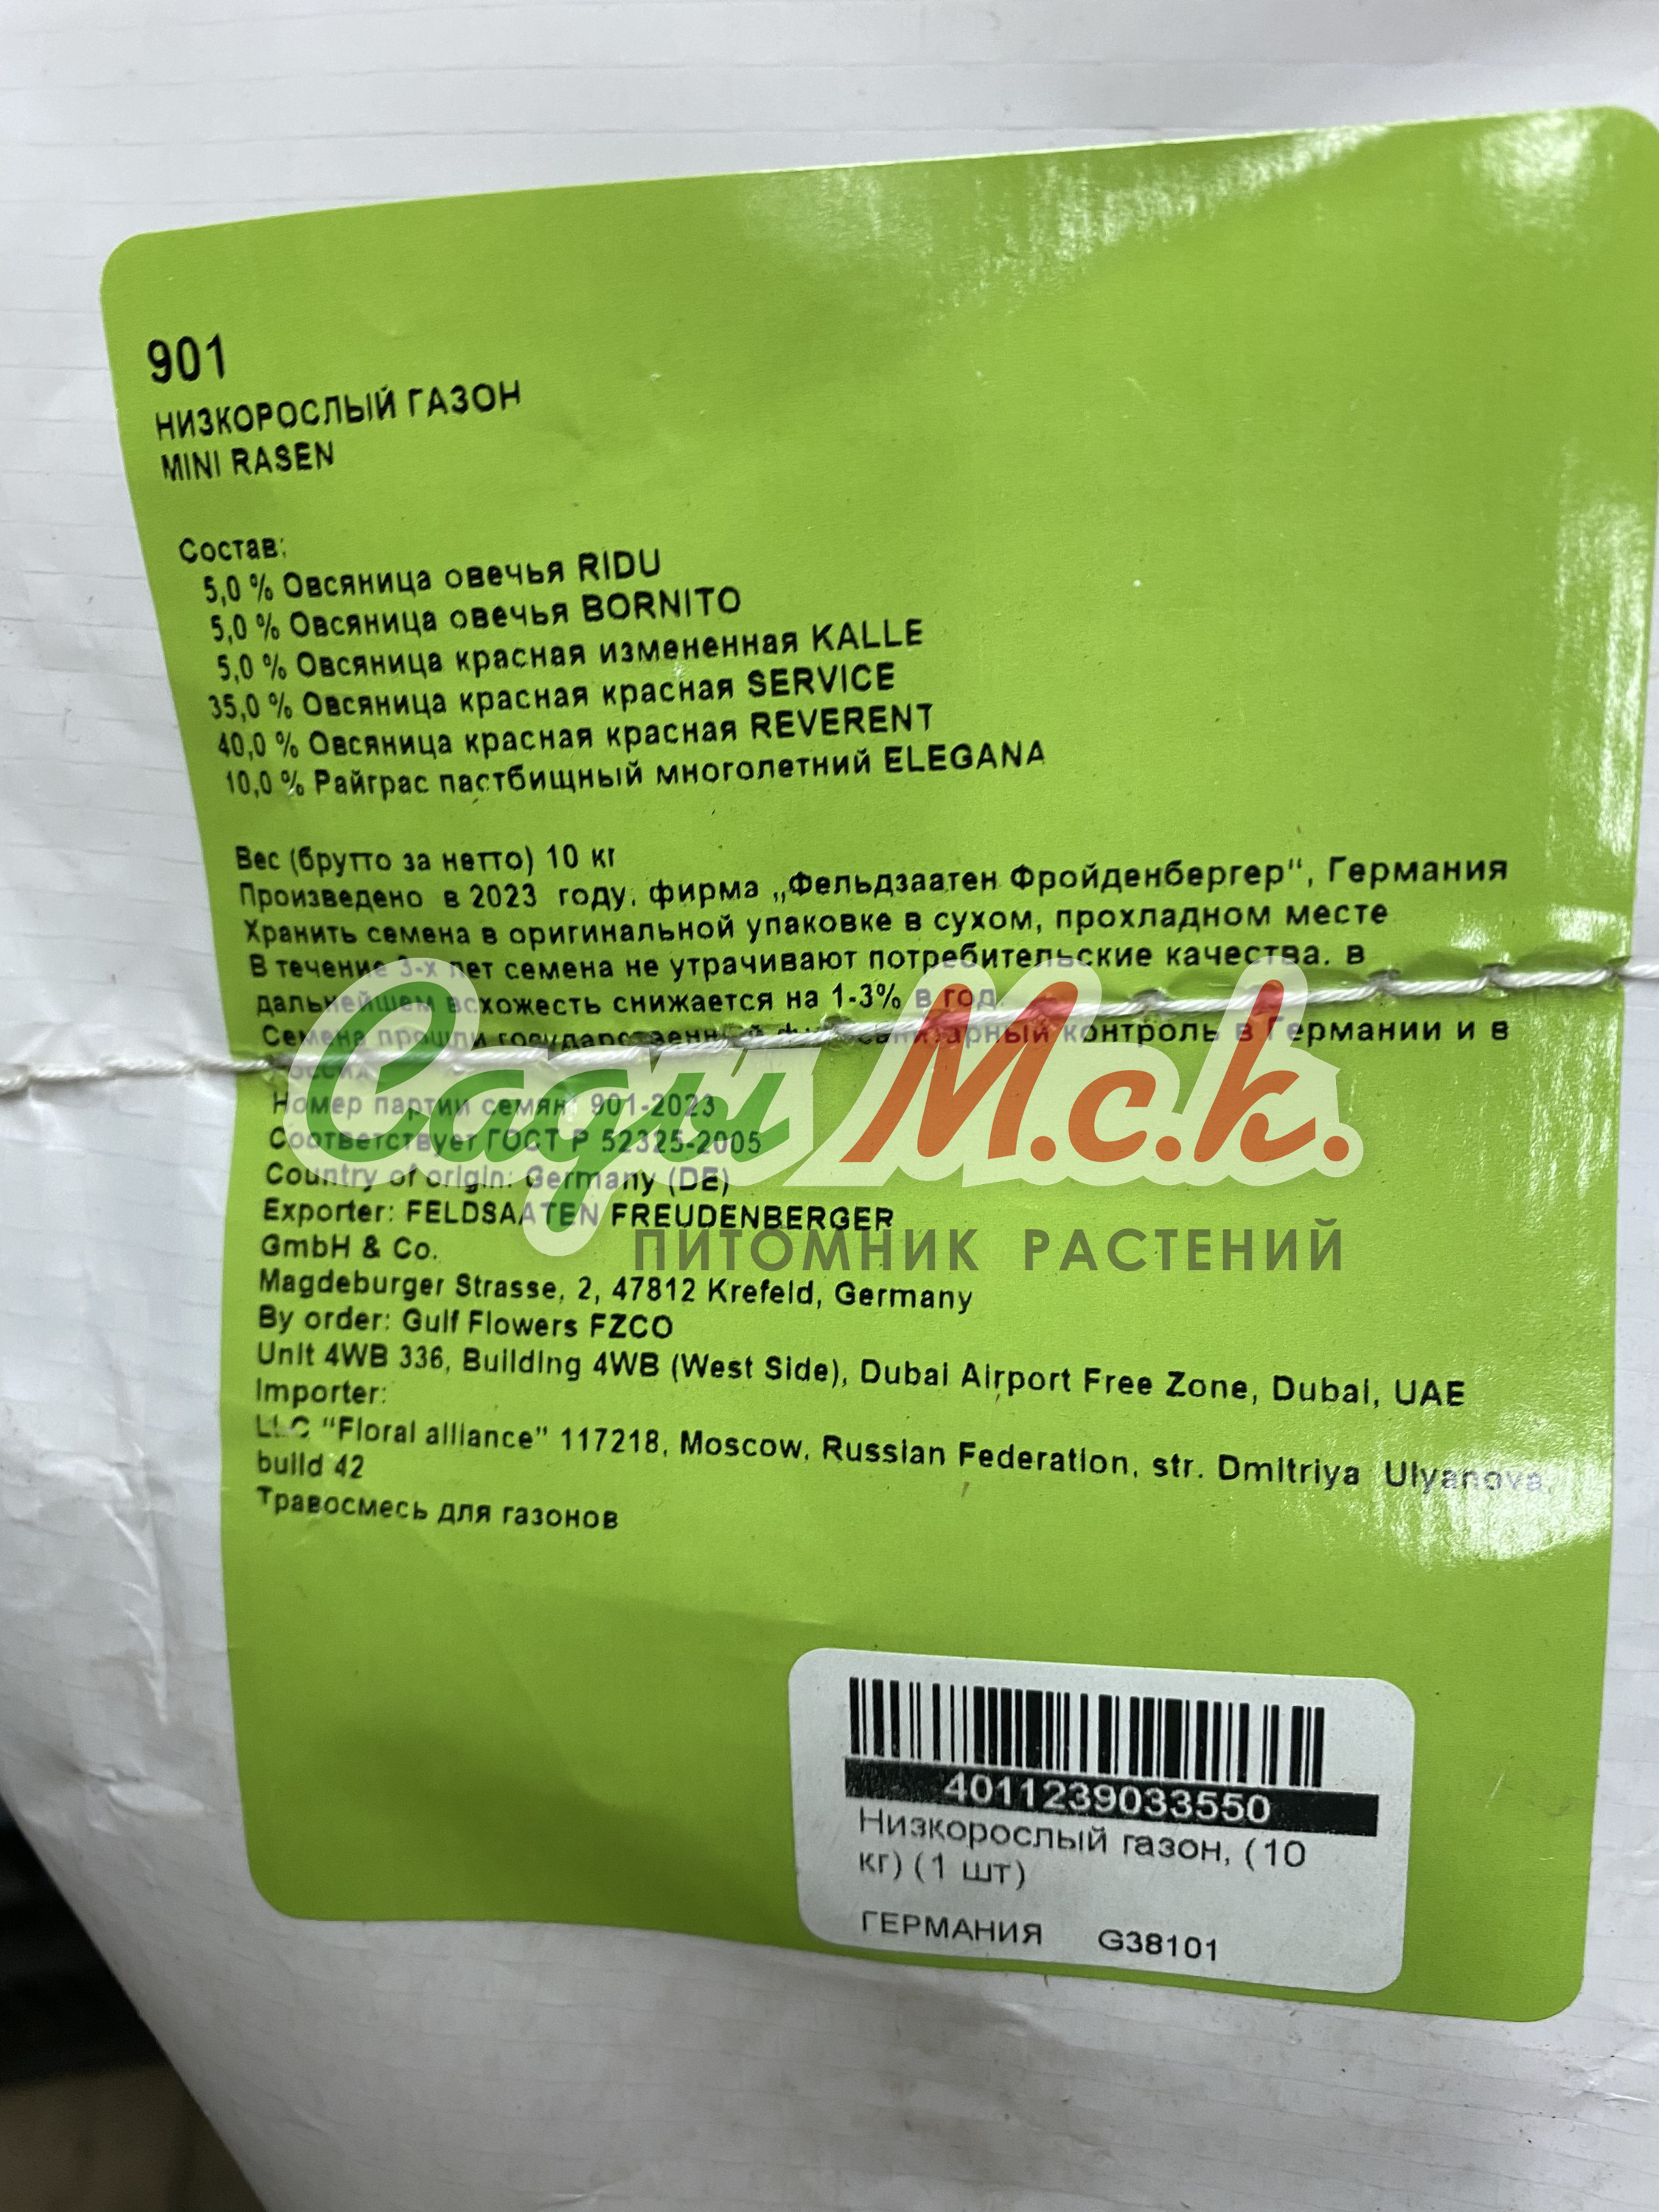 901
НИЗКОРОСЛЫЙ ГАЗОН
MINI RASEN
Состав:
5,0 % Овсяница овечья RIDU
5,0 % Овсяница овечья BORNITO
5,0 % Овсяница красная измененная KALLE
35,0 % Овсяница красная красная SERVICE
40,0 % Овсяница красная красная REVERENT
10,0 % Райграс пастбищный многолетний ELEGANA
Вес (брутто за нетто) 10 кг
Произведено в 2023 году, фирма „Фельдзаатен Фройденбергер“, Германия
Хранить семена в оригинальной упаковке в сухом, прохладном месте
В течение 3-х лет семена не утрачивают потребительские качества. в
дальнейшем всхожесть снижается на 1-3% в год.
Семена прошли государственный контроль в Германии и в
России
Номер партии семян: 901-2023
Соответствует ГОСТ Р 52325-2005
Country of origin: Germany (DE)
Exporter: FELDSAATEN FREUDENBERGER
GmbH & Co.
Magdeburger Strasse, 2, 47812 Krefeld, Germany
By order: Gulf Flowers FZCO
Unit 4WB 336, Building 4WB (West Side), Dubai Airport Free Zone, Dubai, UAE
Importer:
LLC "Floral alliance" 117218, Moscow, Russian Federation, str. Dmitriya Ulyanova,
build 42
Травосмесь для газонов
Сады М.с.к.
ПИТОМНИК РАСТЕНИЙ
4011239033550
Низкорослый газон, (10
кг) (1 шт)
ГЕРМАНИЯ G38101